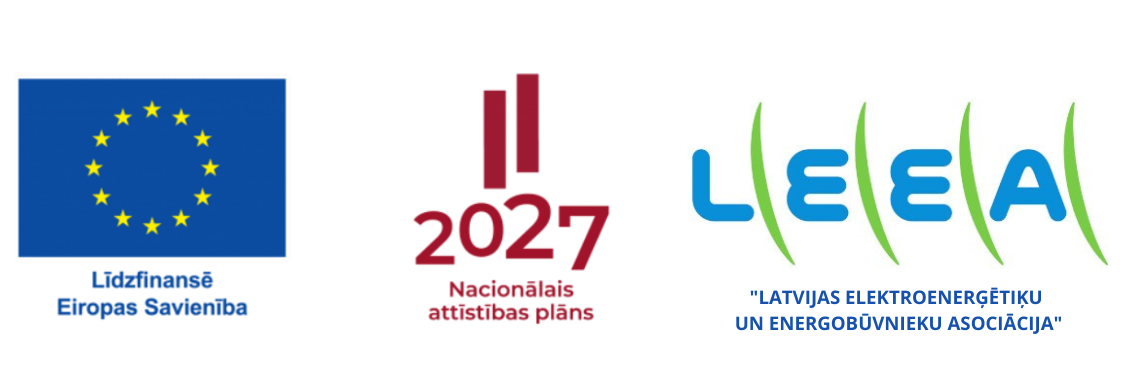 Līdzfinansē
Eiropas Savienība
2027
Nacionālais
attīstības plāns
LEEA
"LATVIJAS ELEKTROENERĢĒTIĶU
UN ENERGOBŪVNIEKU ASOCIĀCIJA"